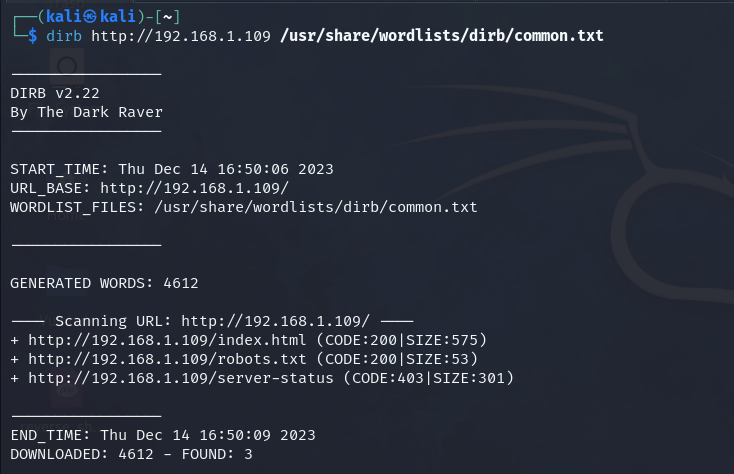 ┌──(kali㉿kali)-[~]
└─$ dirb http://192.168.1.109 /usr/share/wordlists/dirb/common.txt
-----------------
DIRB v2.22
By The Dark Raver
-----------------
START_TIME: Thu Dec 14 16:50:06 2023
URL_BASE: http://192.168.1.109/
WORDLIST_FILES: /usr/share/wordlists/dirb/common.txt
-----------------
GENERATED WORDS: 4612
---- Scanning URL: http://192.168.1.109/ ----
+ http://192.168.1.109/index.html (CODE:200|SIZE:575)
+ http://192.168.1.109/robots.txt (CODE:200|SIZE:53)
+ http://192.168.1.109/server-status (CODE:403|SIZE:301)
-----------------
END_TIME: Thu Dec 14 16:50:09 2023
DOWNLOADED: 4612 - FOUND: 3